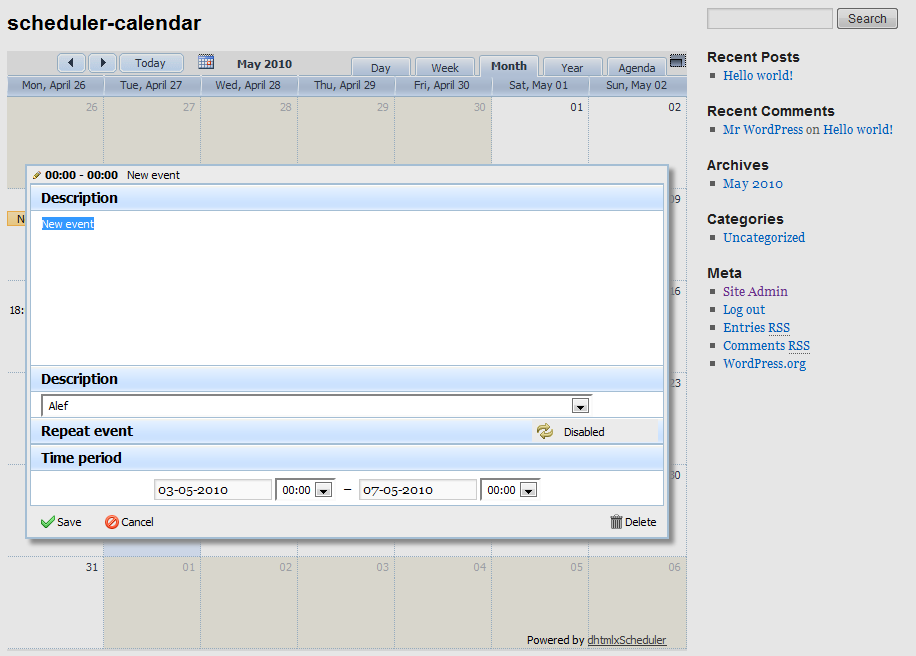 scheduler-calendar
Today
May 2010
Day
Week
Month
Year
Agenda
Mon, April 26
Tue, April 27
Wed, April 28
Thu, April 29
Fri, April 30
Sat, May 01
Sun, May 02
26
27
28
29
30
01
02
09
N
16
18:
23
30
00:00 - 00:00 New event
Description
New event
Description
Alef
Repeat event
Disabled
Time period
03-05-2010 00:00 – 07-05-2010 00:00
Save
Cancel
Delete
31
01
02
03
04
05
06
Powered by dhtmlxScheduler
Search
Recent Posts
Hello world!
Recent Comments
Mr WordPress on Hello world!
Archives
May 2010
Categories
Uncategorized
Meta
Site Admin
Log out
Entries RSS
Comments RSS
WordPress.org